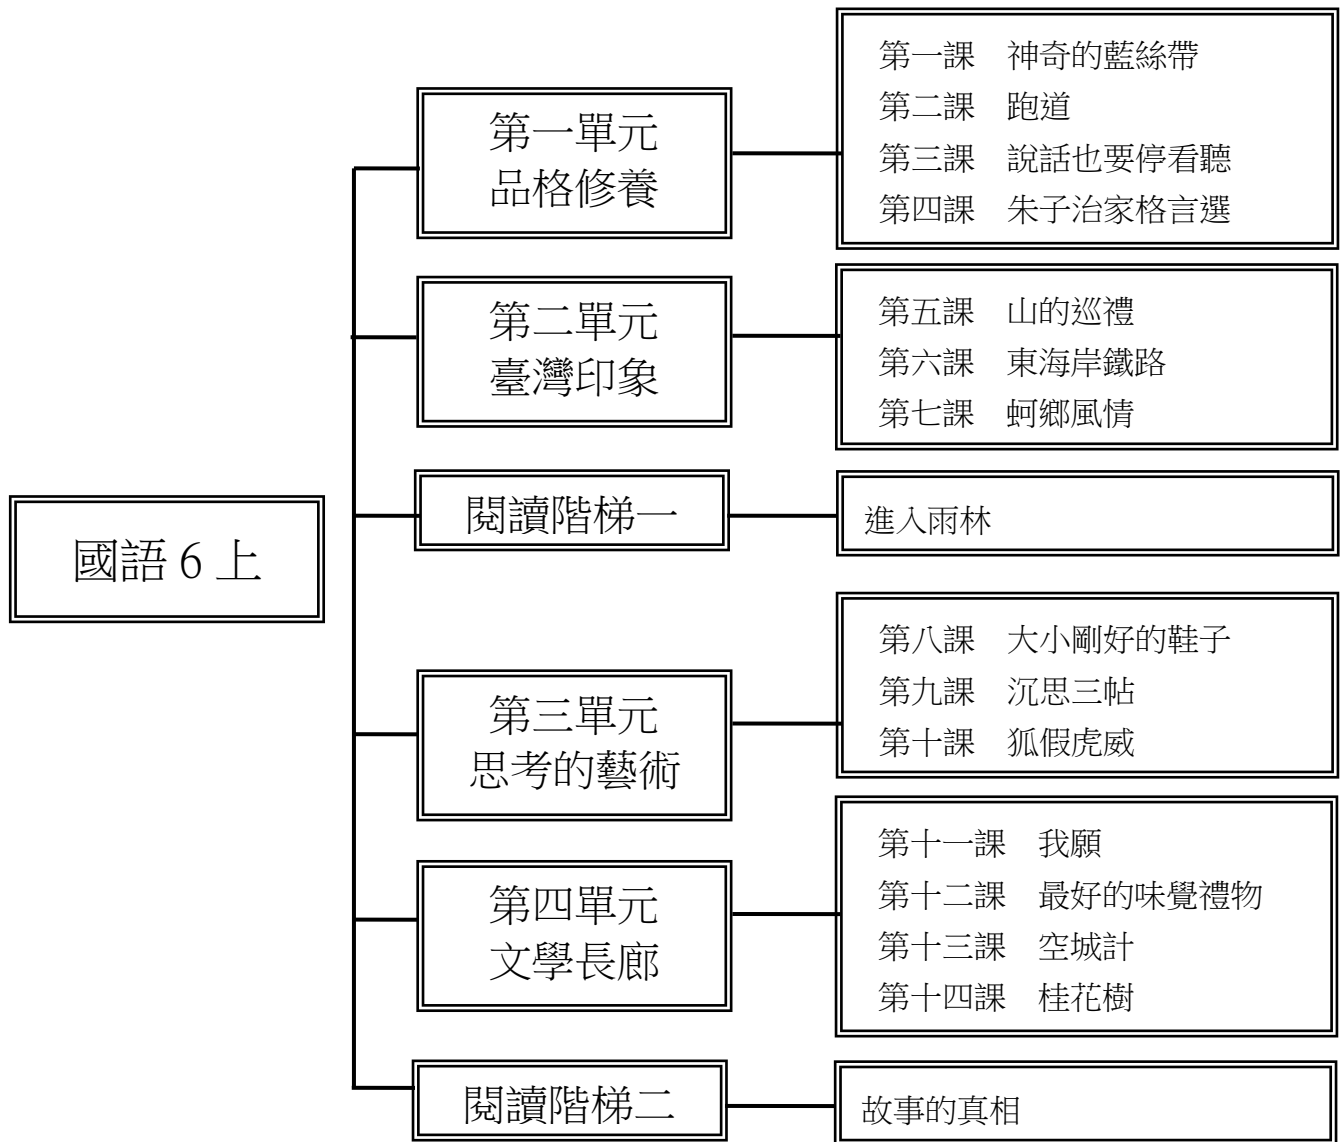 國語 6 上
第一單元
品格修養
第一課　神奇的藍絲帶
第二課　跑道
第三課　說話也要停看聽
第四課　朱子治家格言選
第二單元
臺灣印象
第五課　山的巡禮
第六課　東海岸鐵路
第七課　蚵鄉風情
閱讀階梯一
進入雨林
第三單元
思考的藝術
第八課　大小剛好的鞋子
第九課　沉思三帖
第十課　狐假虎威
第四單元
文學長廊
第十一課　我願
第十二課　最好的味覺禮物
第十三課　空城計
第十四課　桂花樹
閱讀階梯二
故事的真相